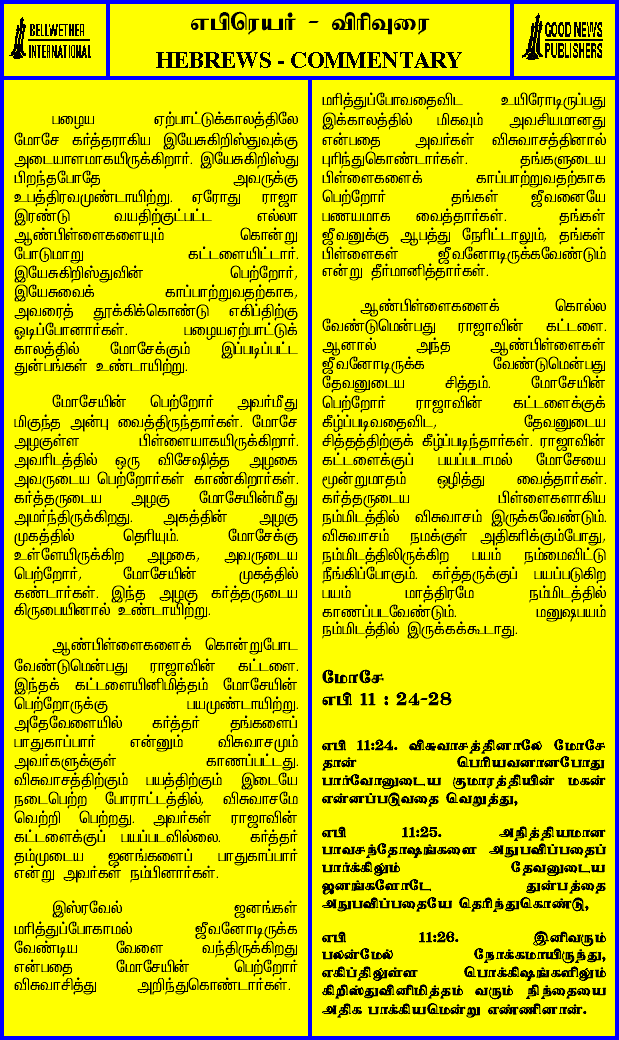 BELLWETHER
INTERNATIONAL
எபிரெயர் - விரிவுரை
HEBREWS - COMMENTARY
GOOD NEWS
PUBLISHERS
பழைய ஏற்பாட்டுக்காலத்திலே
மோசே கர்த்தராகிய இயேசுகிறிஸ்துவுக்கு
அடையாளமாகயிருக்கிறார். இயேசுகிறிஸ்து
பிறந்தபோதே அவருக்கு
உபத்திரவமுண்டாயிற்று. ஏரோது ராஜா
இரண்டு வயதிற்குட்பட்ட எல்லா
ஆண்பிள்ளைகளையும் கொன்று
போடுமாறு கட்டளையிட்டார்.
இயேசுகிறிஸ்துவின் பெற்றோர்,
இயேசுவைக் காப்பாற்றுவதற்காக,
அவரைத் தூக்கிக்கொண்டு எகிப்திற்கு
ஓடிப்போனார்கள். பழையஏற்பாட்டுக்
காலத்தில் மோசேக்கும் இப்படிப்பட்ட
துன்பங்கள் உண்டாயிற்று.
மோசேயின் பெற்றோர் அவர்மீது
மிகுந்த அன்பு வைத்திருந்தார்கள். மோசே
அழகுள்ள பிள்ளையாகயிருக்கிறார்.
அவரிடத்தில் ஒரு விசேஷித்த அழகை
அவருடைய பெற்றோர்கள் காண்கிறார்கள்.
கர்த்தருடைய அழகு மோசேயின்மீது
அமர்ந்திருக்கிறது. அகத்தின் அழகு
முகத்தில் தெரியும். மோசேக்கு
உள்ளேயிருக்கிற அழகை, அவருடைய
பெற்றோர், மோசேயின் முகத்தில்
கண்டார்கள். இந்த அழகு கர்த்தருடைய
கிருபையினால் உண்டாயிற்று.
ஆண்பிள்ளைகளைக் கொன்றுபோட
வேண்டுமென்பது ராஜாவின் கட்டளை.
இந்தக் கட்டளையினிமித்தம் மோசேயின்
பெற்றோருக்கு பயமுண்டாயிற்று.
அதேவேளையில் கர்த்தர் தங்களைப்
பாதுகாப்பார் என்னும் விசுவாசமும்
அவர்களுக்குள் காணப்பட்டது.
விசுவாசத்திற்கும் பயத்திற்கும் இடையே
நடைபெற்ற போராட்டத்தில், விசுவாசமே
வெற்றி பெற்றது. அவர்கள் ராஜாவின்
கட்டளைக்குப் பயப்படவில்லை. கர்த்தர்
தம்முடைய ஜனங்களைப் பாதுகாப்பார்
என்று அவர்கள் நம்பினார்கள்.
இஸ்ரவேல் ஜனங்கள்
மரித்துப்போகாமல் ஜீவனோடிருக்க
வேண்டிய வேளை வந்திருக்கிறது
என்பதை மோசேயின் பெற்றோர்
விசுவாசித்து அறிந்துகொண்டார்கள்.
மரித்துப்போவதைவிட உயிரோடிருப்பது
இக்காலத்தில் மிகவும் அவசியமானது
என்பதை அவர்கள் விசுவாசத்தினால்
புரிந்துகொண்டார்கள். தங்களுடைய
பிள்ளைகளைக் காப்பாற்றுவதற்காக
பெற்றோர் தங்கள் ஜீவனையே
பணயமாக வைத்தார்கள். தங்கள்
ஜீவனுக்கு ஆபத்து நேரிட்டாலும், தங்கள்
பிள்ளைகள் ஜீவனோடிருக்கவேண்டும்
என்று தீர்மானித்தார்கள்.
ஆண்பிள்ளைகளைக் கொல்ல
வேண்டுமென்பது ராஜாவின் கட்டளை.
ஆனால் அந்த ஆண்பிள்ளைகள்
ஜீவனோடிருக்க வேண்டுமென்பது
தேவனுடைய சித்தம். மோசேயின்
பெற்றோர் ராஜாவின் கட்டளைக்குக்
கீழ்ப்படிவதைவிட, தேவனுடைய
சித்தத்திற்குக் கீழ்ப்படிந்தார்கள். ராஜாவின்
கட்டளைக்குப் பயப்படாமல் மோசேயை
மூன்றுமாதம் ஒழித்து வைத்தார்கள்.
கர்த்தருடைய பிள்ளைகளாகிய
நம்மிடத்தில் விசுவாசம் இருக்கவேண்டும்.
விசுவாசம் நமக்குள் அதிகரிக்கும்போது,
நம்மிடத்திலிருக்கிற பயம் நம்மைவிட்டு
நீங்கிப்போகும். கர்த்தருக்குப் பயப்படுகிற
பயம் மாத்திரமே நம்மிடத்தில்
காணப்படவேண்டும். மனுஷபயம்
நம்மிடத்தில் இருக்கக்கூடாது.
மோசே
எபி 11 : 24-28
எபி 11:24. விசுவாசத்தினாலே மோசே
தான் பெரியவனானபோது
பார்வோனுடைய குமாரத்தியின் மகன்
என்னப்படுவதை வெறுத்து,
எபி 11:25. அநித்தியமான
பாவசந்தோஷங்களை அநுபவிப்பதைப்
பார்க்கிலும் தேவனுடைய
ஜனங்களோடே துன்பத்தை
அநுபவிப்பதையே தெரிந்துகொண்டு,
எபி 11:26. இனிவரும்
பலன்மேல் நோக்கமாயிருந்து,
எகிப்திலுள்ள பொக்கிஷங்களிலும்
கிறிஸ்துவினிமித்தம் வரும் நிந்தையை
அதிக பாக்கியமென்று எண்ணினான்.